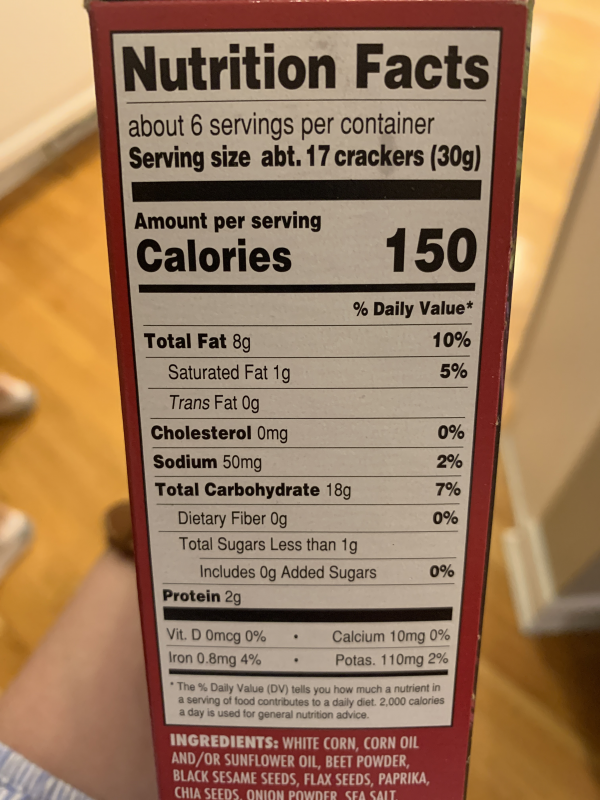 Nutrition Facts
about 6 servings per container
Serving size abt. 17 crackers (30g)
Amount per serving
Calories 150
% Daily Value*
Total Fat 8g 10%
Saturated Fat 1g 5%
Trans Fat 0g
Cholesterol 0mg 0%
Sodium 50mg 2%
Total Carbohydrate 18g 7%
Dietary Fiber 0g 0%
Total Sugars Less than 1g
Includes 0g Added Sugars 0%
Protein 2g
Vit. D 0mcg 0% • Calcium 10mg 0%
Iron 0.8mg 4% • Potas. 110mg 2%
* The % Daily Value (DV) tells you how much a nutrient in
a serving of food contributes to a daily diet. 2,000 calories
a day is used for general nutrition advice.
INGREDIENTS: WHITE CORN, CORN OIL
AND/OR SUNFLOWER OIL, BEET POWDER,
BLACK SESAME SEEDS, FLAX SEEDS, PAPRIKA,
CHIA SEEDS, ONION POWDER, SEA SALT,